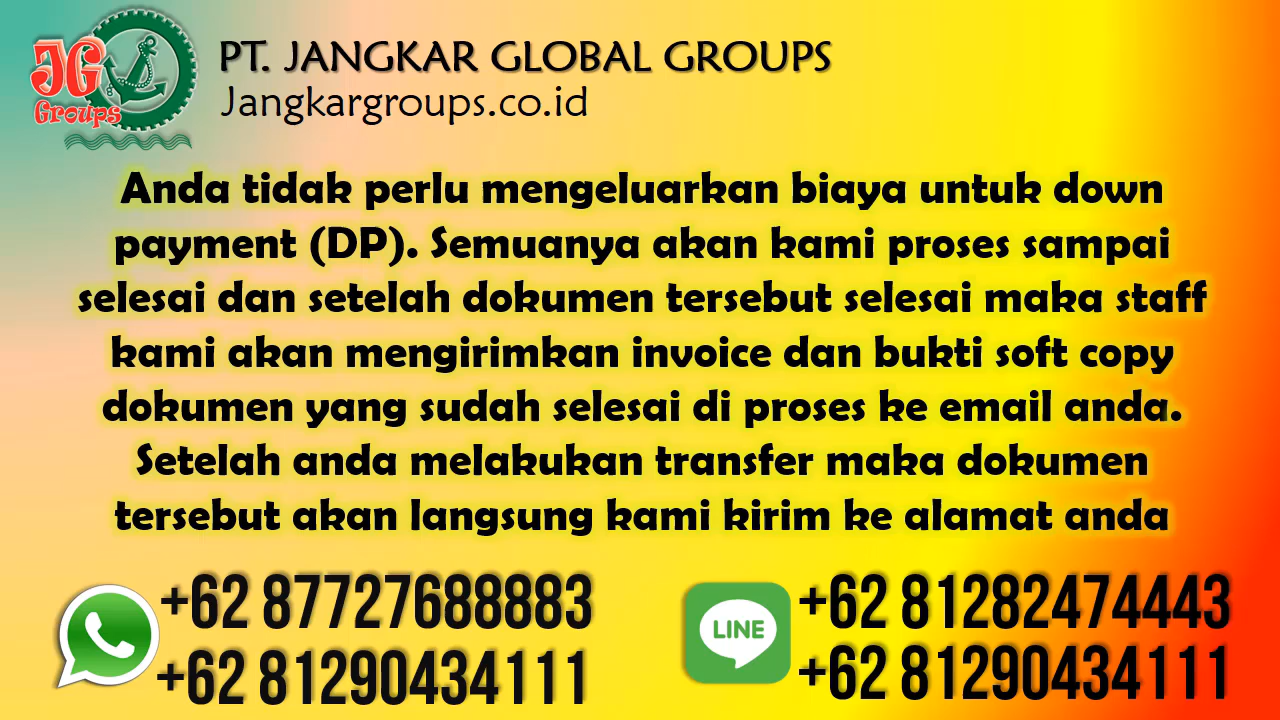 JG
Groups
PT. JANGKAR GLOBAL GROUPS
Jangkargroups.co.id
Anda tidak perlu mengeluarkan biaya untuk down
payment (DP). Semuanya akan kami proses sampai
selesai dan setelah dokumen tersebut selesai maka staff
kami akan mengirimkan invoice dan bukti soft copy
dokumen yang sudah selesai di proses ke email anda.
Setelah anda melakukan transfer maka dokumen
tersebut akan langsung kami kirim ke alamat anda
+62 87727688883
+62 81290434111
LINE
+62 81282474443
+62 81290434111